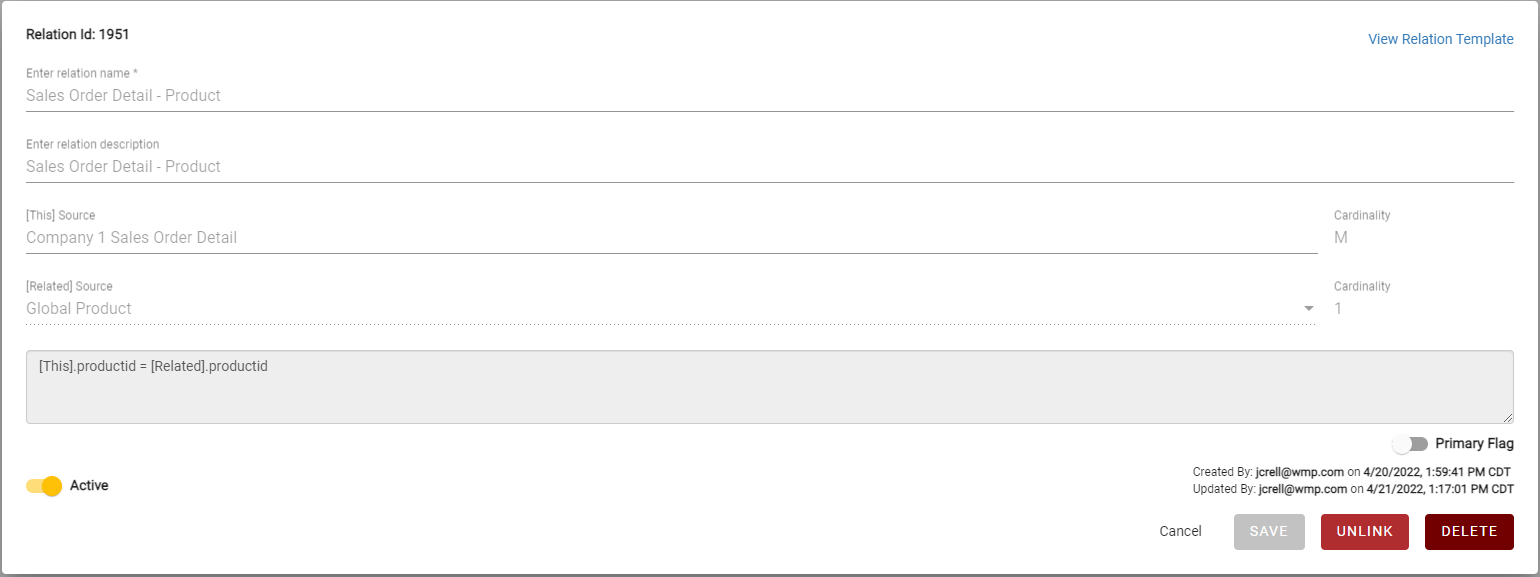 Relation Id: 1951
View Relation Template
Enter relation name *
Sales Order Detail - Product
Enter relation description
Sales Order Detail - Product
[This] Source
Cardinality
Company 1 Sales Order Detail
M
[Related] Source
Cardinality
Global Product
1
[This].productid = [Related].productid
Primary Flag
Created By: jcrell@wmp.com on 4/20/2022, 1:59:41 PM CDT
Active
Updated By: jcrell@wmp.com on 4/21/2022, 1:17:01 PM CDT
Cancel
SAVE
UNLINK
DELETE